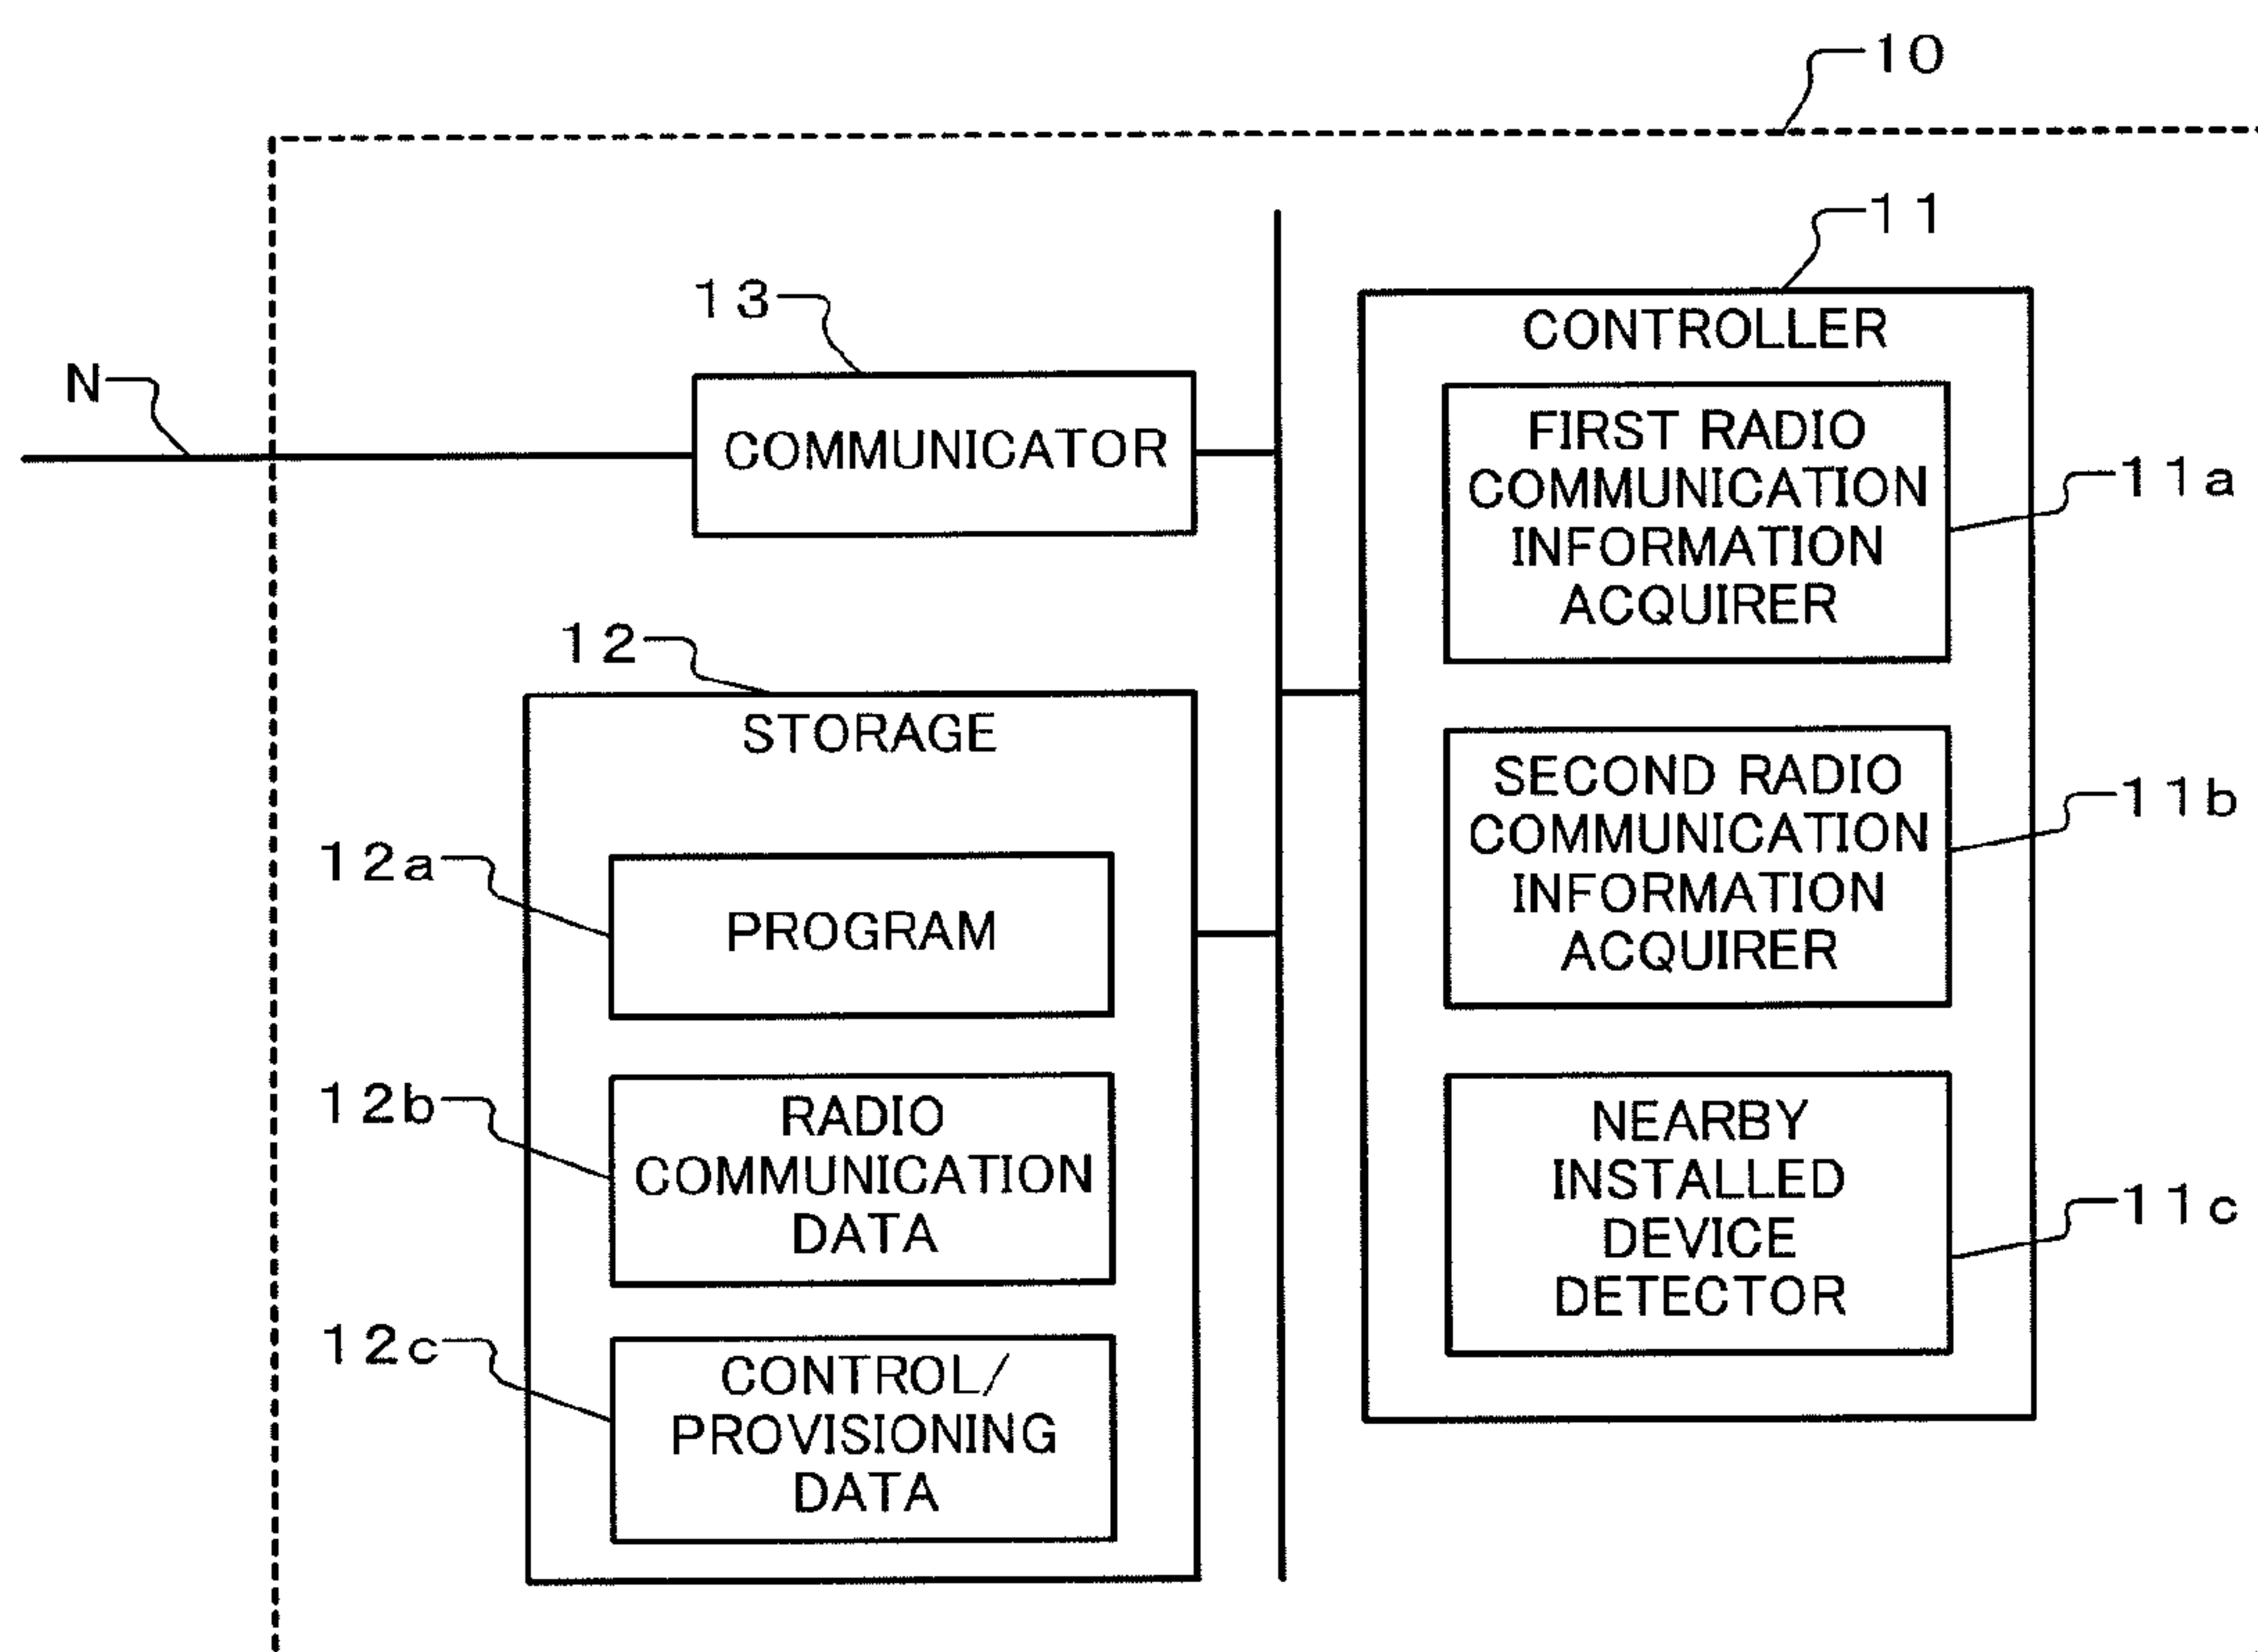 10
11
13
CONTROLLER
N
COMMUNICATOR
FIRST RADIO
COMMUNICATION
INFORMATION
ACQUIRER
11a
12
STORAGE
SECOND RADIO
COMMUNICATION
INFORMATION
ACQUIRER
11b
12a
PROGRAM
12b
RADIO
COMMUNICATION
DATA
NEARBY
INSTALLED
DEVICE
DETECTOR
11c
12c
CONTROL/
PROVISIONING
DATA